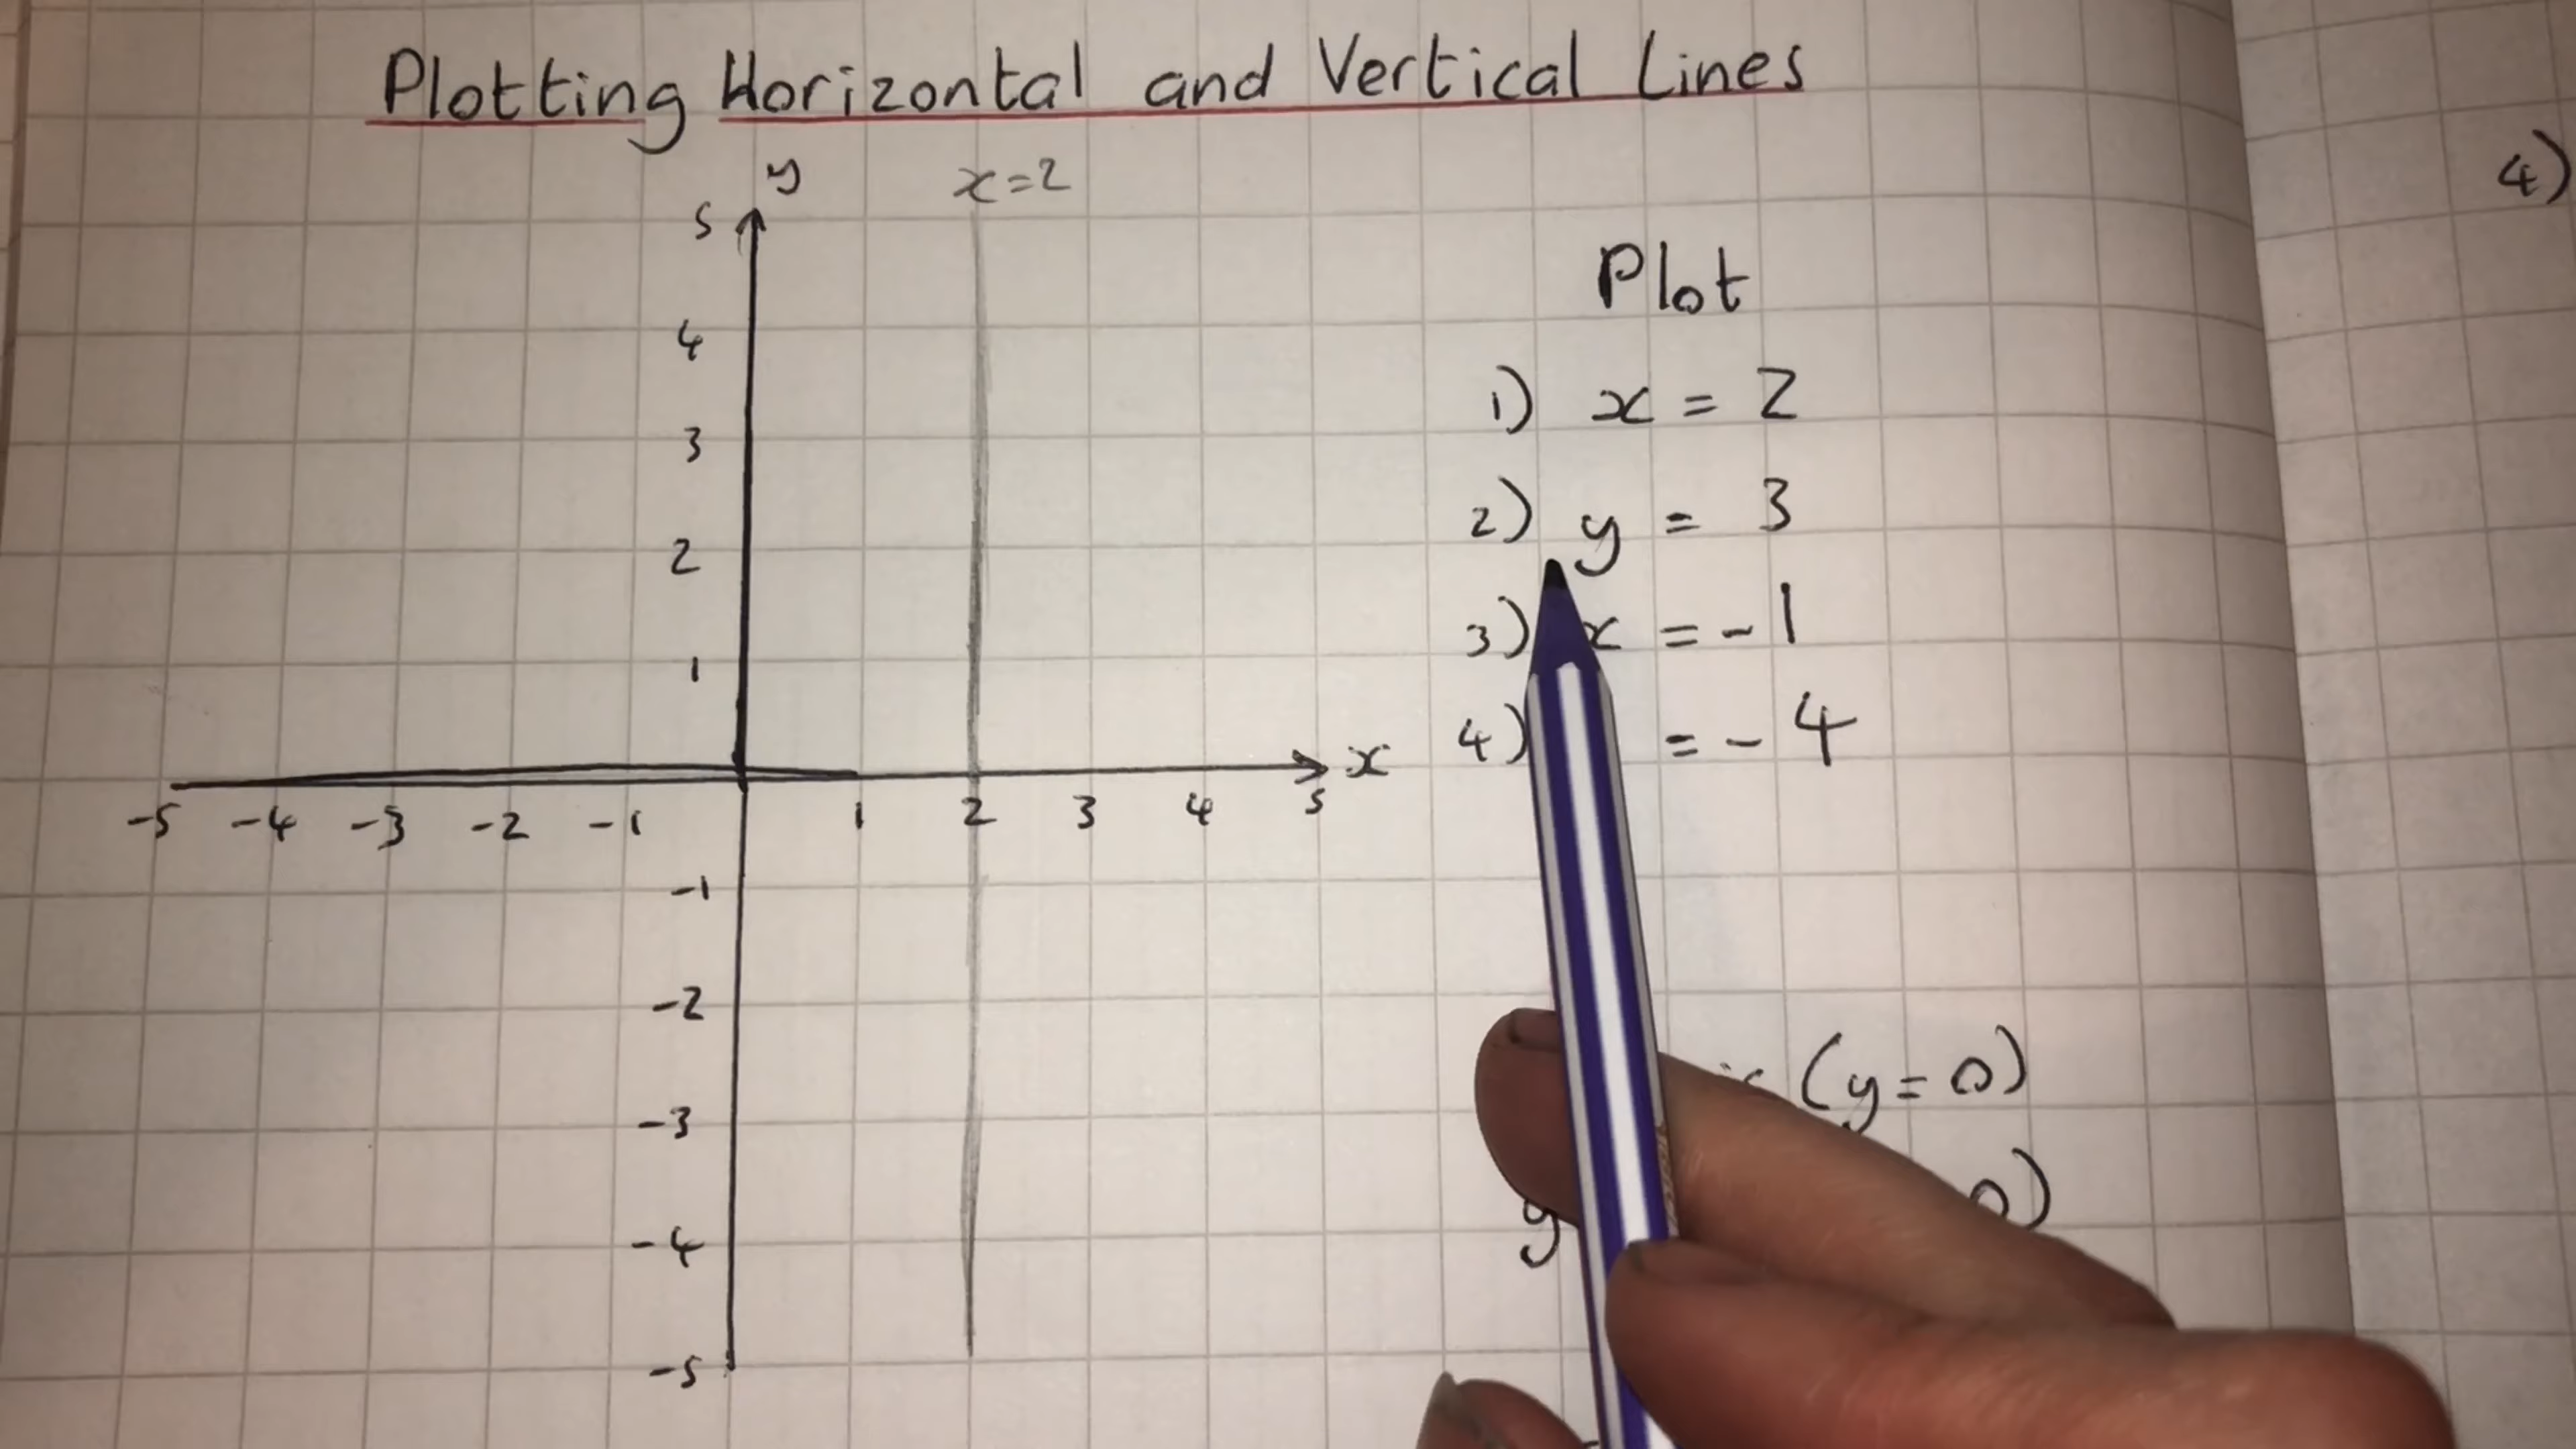 Plotting Horizontal and Vertical Lines
y
x=2
5
4
3
2
1
-5 -4 -3 -2 -1 1 2 3 4 5 x
-1
-2
-3
-4
-5
Plot
1) x = 2
2) y = 3
3) x = -1
4) = -4
(y = 0)
y 0)
4)